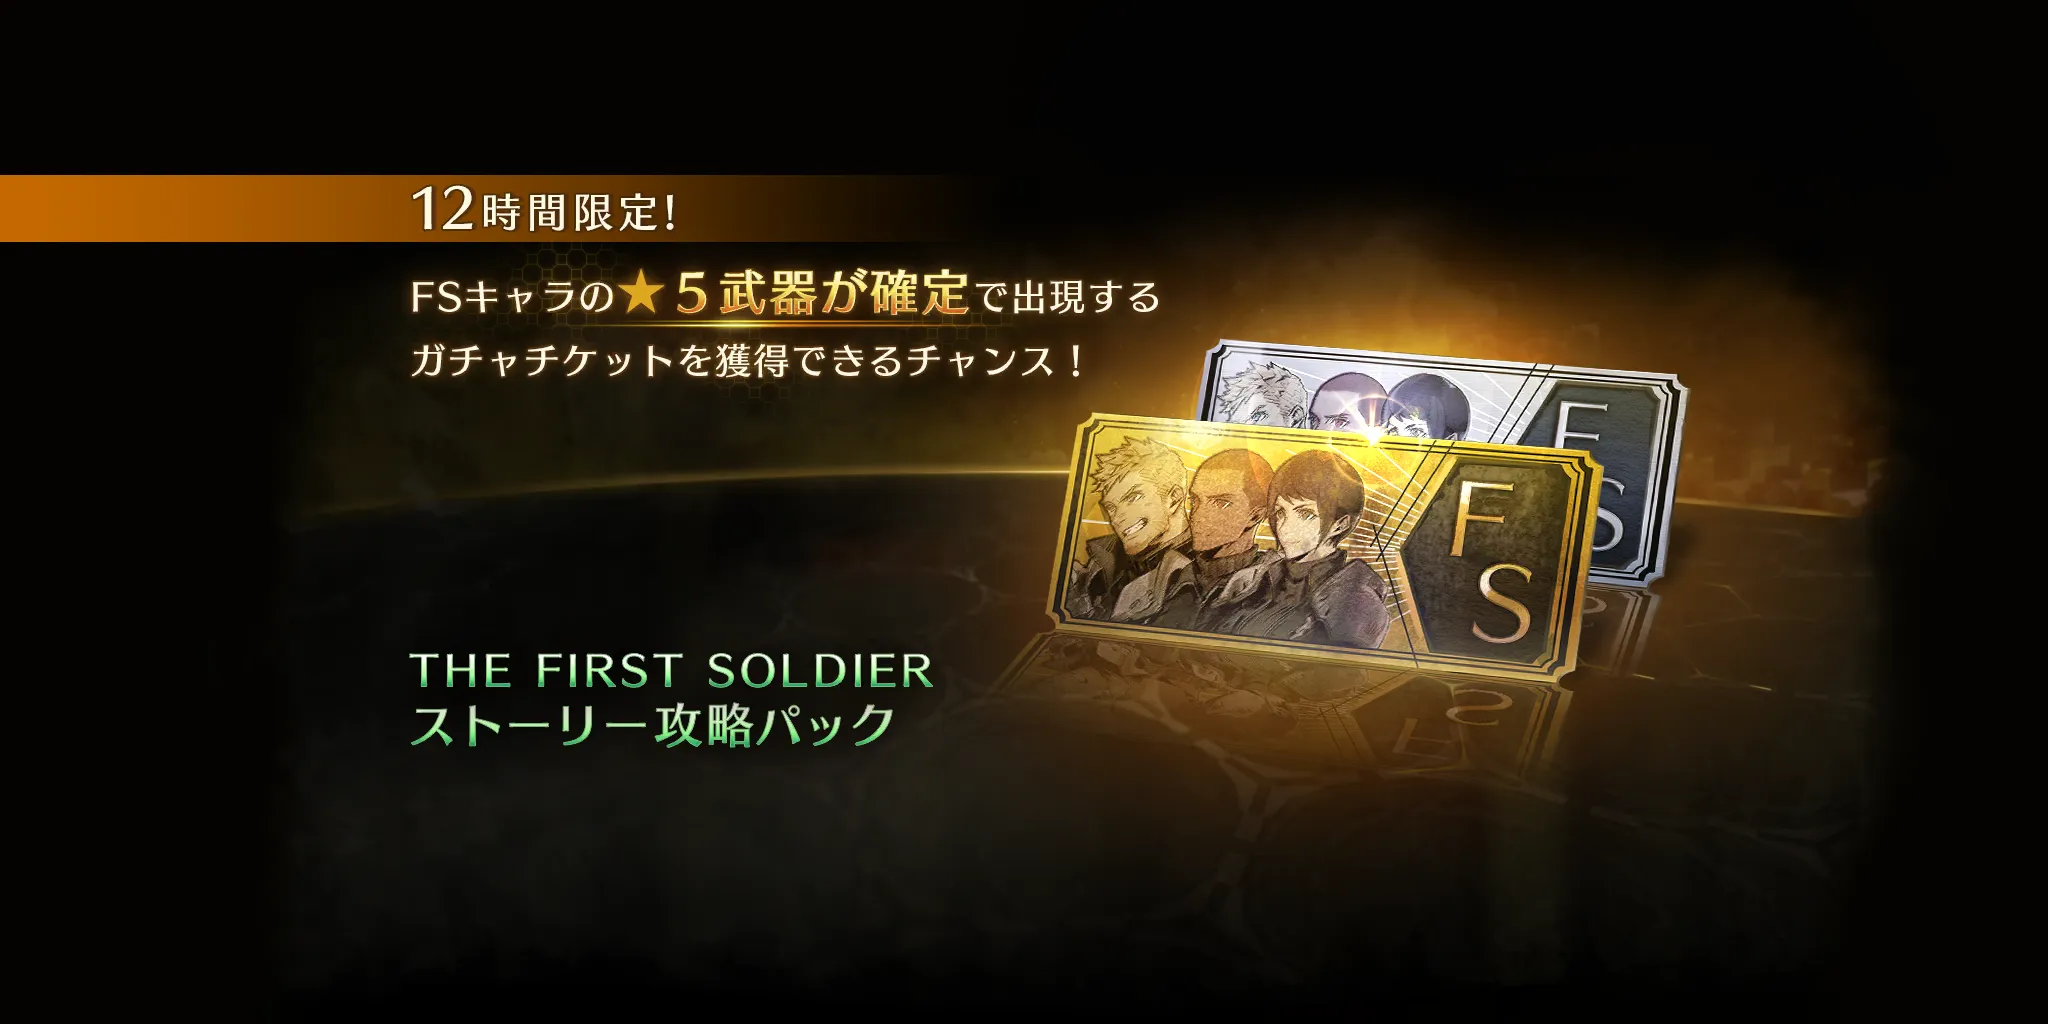 12時間限定!
FSキャラの★5武器が確定で出現する
ガチャチケットを獲得できるチャンス！
FS
FS
THE FIRST SOLDIER
ストーリー攻略パック